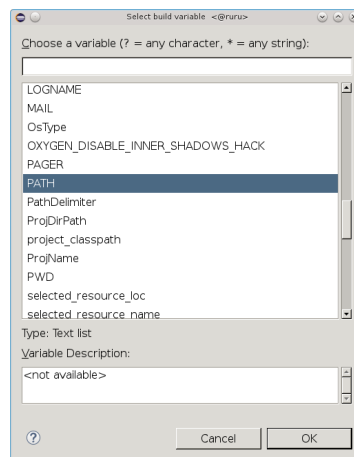 Select build variable <@ruru>
Choose a variable (? = any character, * = any string):
LOGNAME
MAIL
OsType
OXYGEN_DISABLE_INNER_SHADOWS_HACK
PAGER
PATH
PathDelimiter
ProjDirPath
project_classpath
ProjName
PWD
selected_resource_loc
selected_resource_name
Type: Text list
Variable Description:
<not available>
?
Cancel
OK